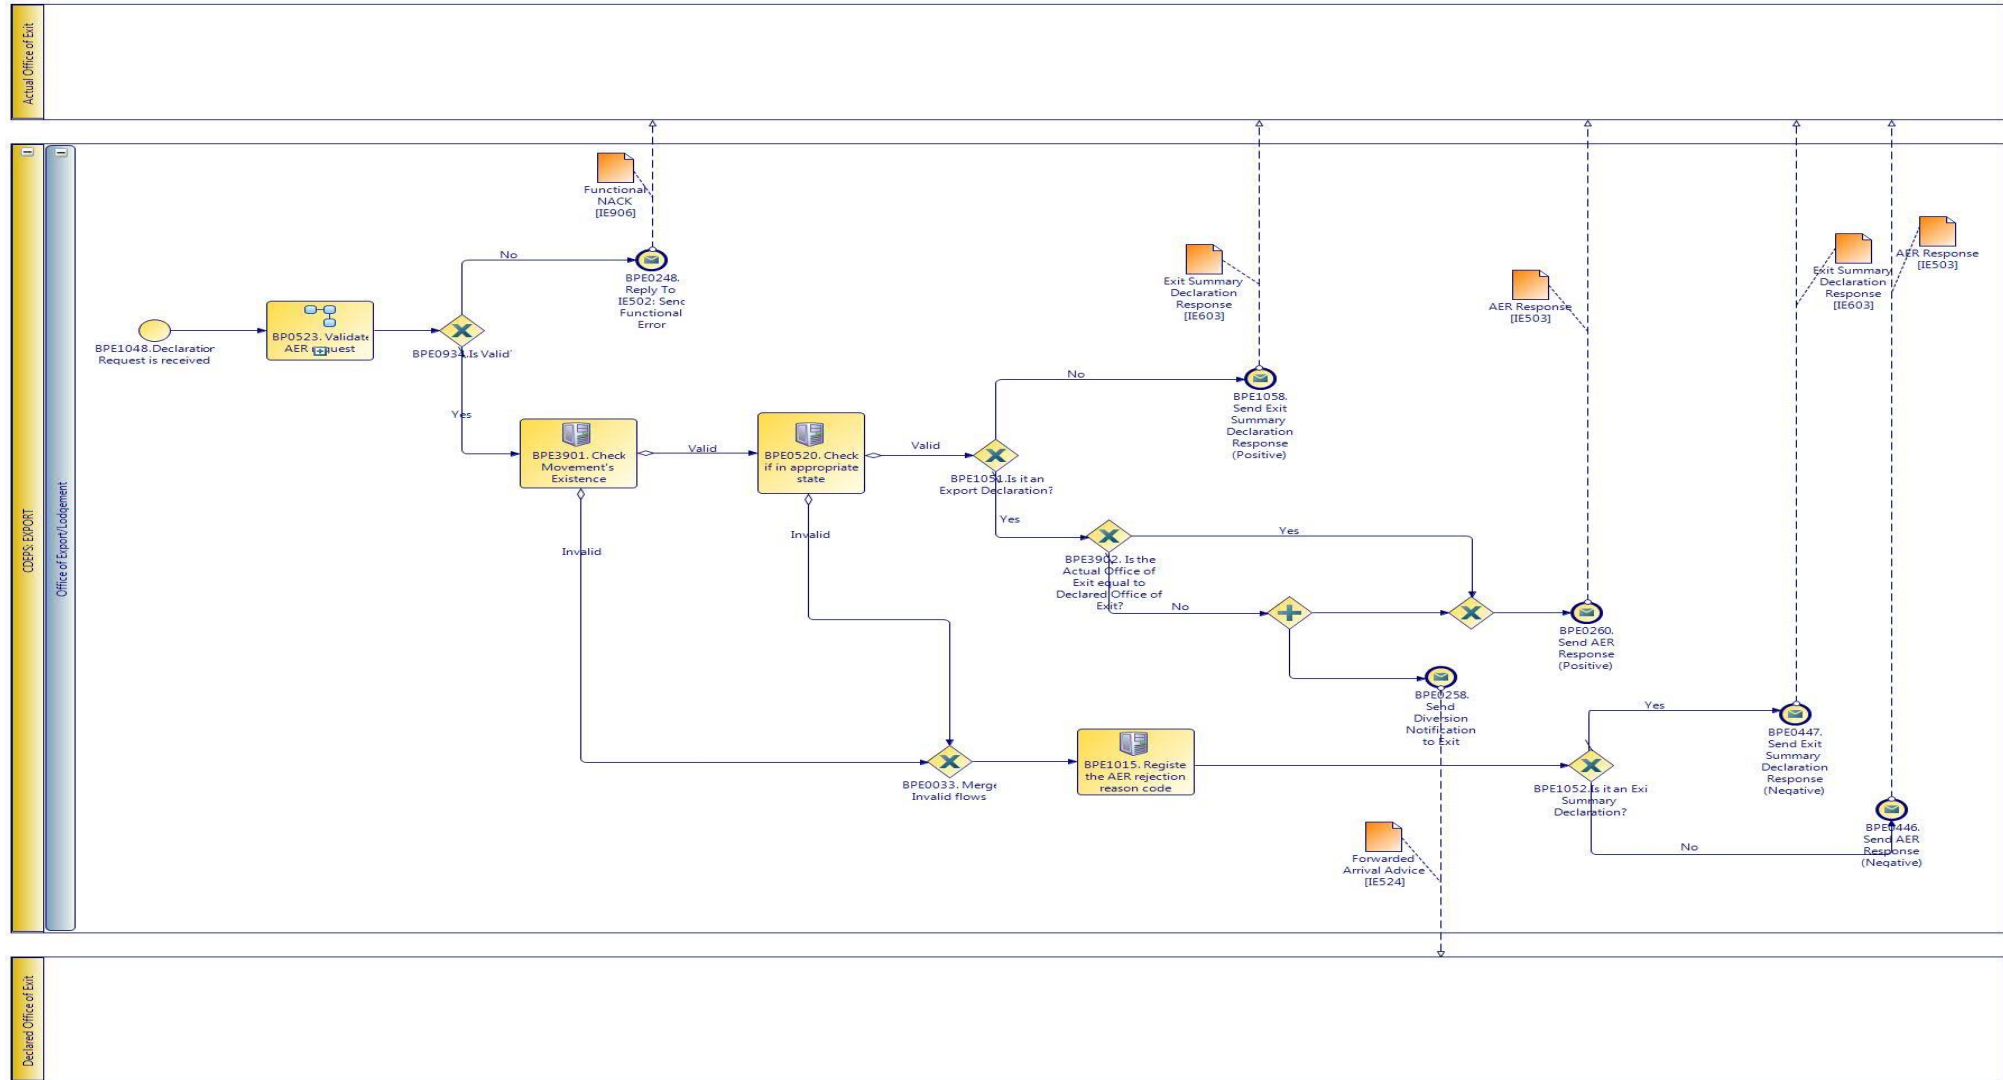 Actual Office of Exit
CDEPS: EXPORT
Office of Export/Lodgement
Functional
NACK
[IE906]
No
BPE0248.
Reply To
IE502: Senc
Functional
Error
BPE1048.Declaration
Request is received
BP0523. Validate
AER request
BPE0934.Is Valid
Yes
BPE3901. Check
Movement's
Existence
Valid
Invalid
BPE0520. Check
if in appropriate
state
Valid
Invalid
BPE1051.Is it an
Export Declaration?
No
Yes
Exit Summary
Declaration
Response
[IE603]
BPE1058.
Send Exit
Summary
Declaration
Response
(Positive)
BPE3902. Is the
Actual Office of
Exit equal to
Declared Office of
Exit?
Yes
No
AER Response
[IE503]
BPE0260.
Send AER
Response
(Positive)
BPE0258.
Send
Diversion
Notification
to Exit
Forwarded
Arrival Advice
[IE524]
BPE0033. Merge
Invalid flows
BPE1015. Registe
the AER rejection
reason code
BPE1052.Is it an Exi
Summary
Declaration?
Yes
No
Exit Summary
Declaration
Response
[IE603]
AER Response
[IE503]
BPE0447.
Send Exit
Summary
Declaration
Response
(Negative)
BPE0446.
Send AER
Response
(Negative)
Declared Office of Exit